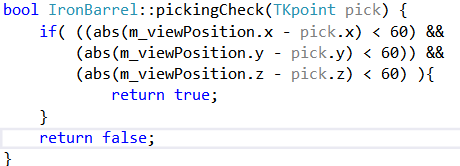 bool IronBarrel::pickingCheck(TKpoint pick) {
    if( ((abs(m_viewPosition.x - pick.x) < 60) &&
        (abs(m_viewPosition.y - pick.y) < 60)) &&
        (abs(m_viewPosition.z - pick.z) < 60) ){
            return true;
    }
    return false;
}